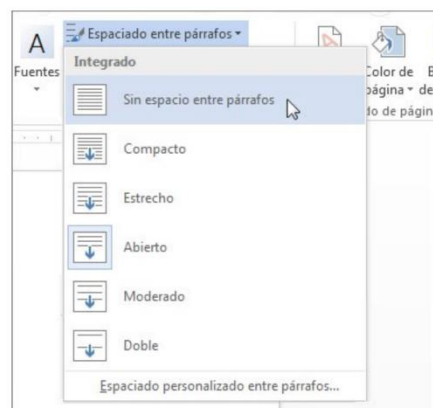 A
Espaciado entre párrafos
Fuentes
Integrado
Sin espacio entre párrafos
Compacto
Estrecho
Abierto
Moderado
Doble
Espaciado personalizado entre párrafos...
Color de
página
do de págin